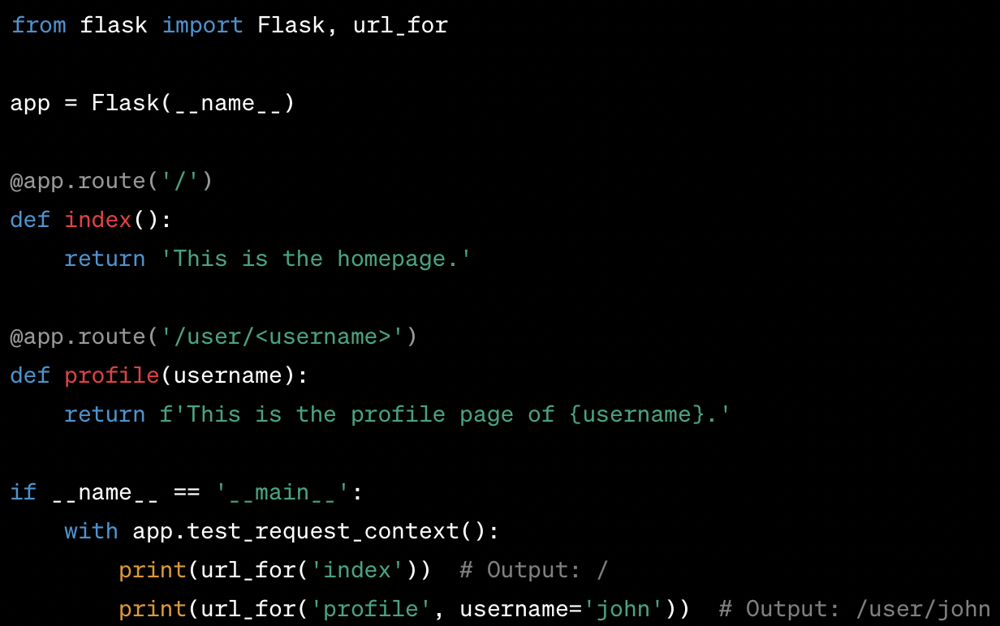 from flask import Flask, url_for
app = Flask(__name__)
@app.route('/')
def index():
    return 'This is the homepage.'
@app.route('/user/<username>')
def profile(username):
    return f'This is the profile page of {username}.'
if __name__ == '__main__':
    with app.test_request_context():
        print(url_for('index'))  # Output: /
        print(url_for('profile', username='john'))  # Output: /user/john